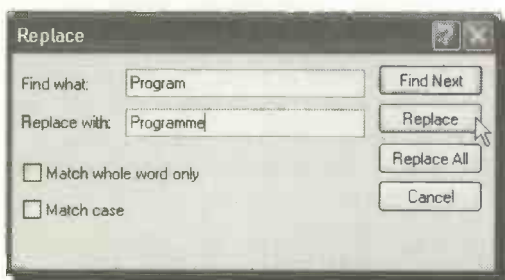 Replace
Find what: Program
Find Next
Replace with: Programme
Replace
Replace All
Match whole word only
Match case
Cancel